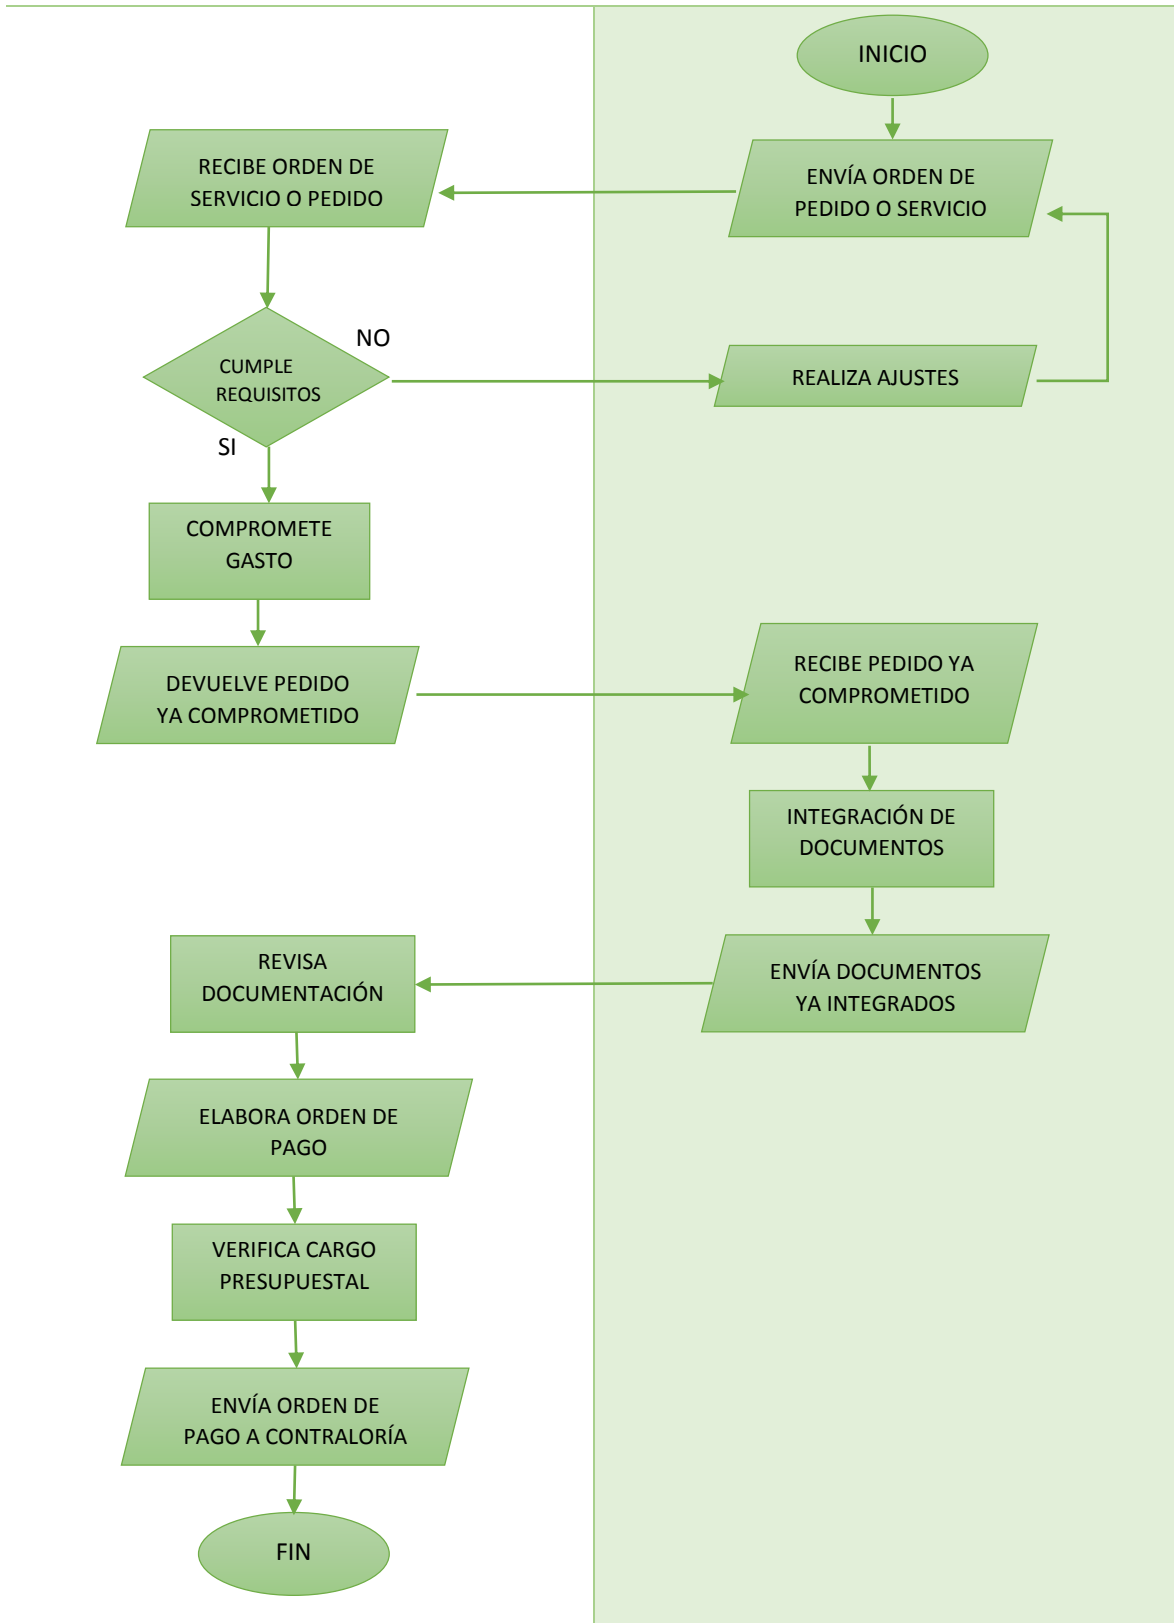 INICIO
ENVÍA ORDEN DE
PEDIDO O SERVICIO
RECIBE ORDEN DE
SERVICIO O PEDIDO
CUMPLE
REQUISITOS
NO
REALIZA AJUSTES
SI
COMPROMETE
GASTO
DEVUELVE PEDIDO
YA COMPROMETIDO
RECIBE PEDIDO YA
COMPROMETIDO
INTEGRACIÓN DE
DOCUMENTOS
ENVÍA DOCUMENTOS
YA INTEGRADOS
REVISA
DOCUMENTACIÓN
ELABORA ORDEN DE
PAGO
VERIFICA CARGO
PRESUPUESTAL
ENVÍA ORDEN DE
PAGO A CONTRALORÍA
FIN